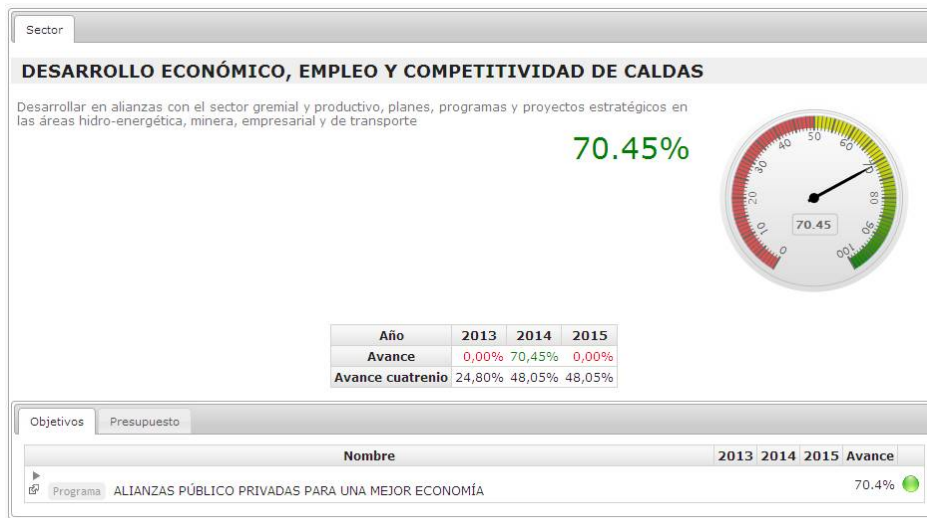 Sector
DESARROLLO ECONÓMICO, EMPLEO Y COMPETITIVIDAD DE CALDAS
Desarrollar en alianzas con el sector gremial y productivo, planes, programas y proyectos estratégicos en
las áreas hidro-energética, minera, empresarial y de transporte
70.45%
0 10 20 30 40 50 60 70 80 90 100
70.45
Año 2013 2014 2015
Avance 0,00% 70,45% 0,00%
Avance cuatrenio 24,80% 48,05% 48,05%
Objetivos Presupuesto
Nombre 2013 2014 2015 Avance
Programa ALIANZAS PÚBLICO PRIVADAS PARA UNA MEJOR ECONOMÍA 70.4%